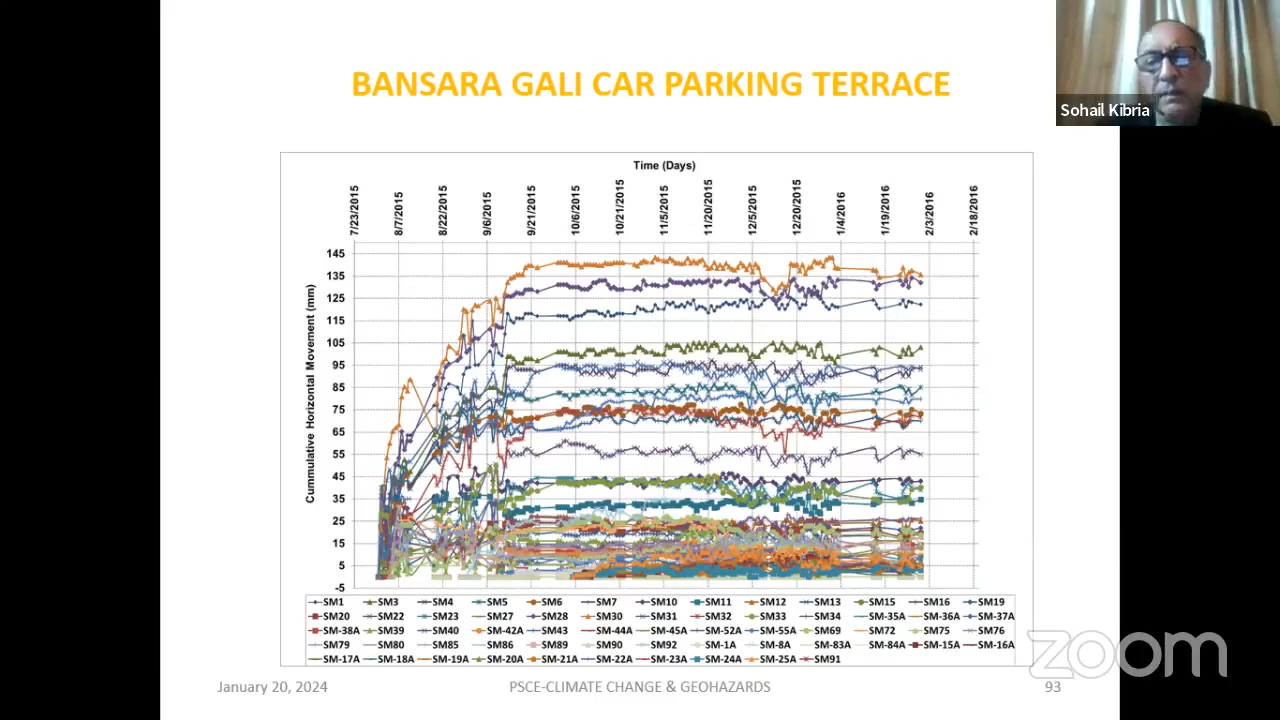 BANSARA GALI CAR PARKING TERRACE
Sohail Kibria
Time (Days)
7/23/2015 8/7/2015 8/22/2015 9/6/2015 9/21/2015 10/6/2015 10/21/2015 11/5/2015 11/20/2015 12/5/2015 12/20/2015 1/4/2016 1/19/2016 2/3/2016 2/18/2016
Cummulative Horizontal Movement (mm)
145
135
125
115
105
95
85
75
65
55
45
35
25
15
5
-5
SM1 SM3 SM4 SM5 SM6 SM7 SM10 SM11 SM12 SM13 SM15 SM16 SM19
SM20 SM22 SM23 SM27 SM28 SM30 SM31 SM32 SM33 SM34 SM-35A SM-36A SM-37A
SM-38A SM39 SM40 SM-42A SM43 SM-44A SM-45A SM-52A SM-55A SM69 SM72 SM75 SM76
SM79 SM80 SM85 SM86 SM89 SM90 SM92 SM-1A SM-8A SM-83A SM-84A SM-15A SM-16A
SM-17A SM-18A SM-19A SM-20A SM-21A SM-22A SM-23A SM-24A SM-25A SM91
zoom
January 20, 2024 PSCE-CLIMATE CHANGE & GEOHAZARDS 93